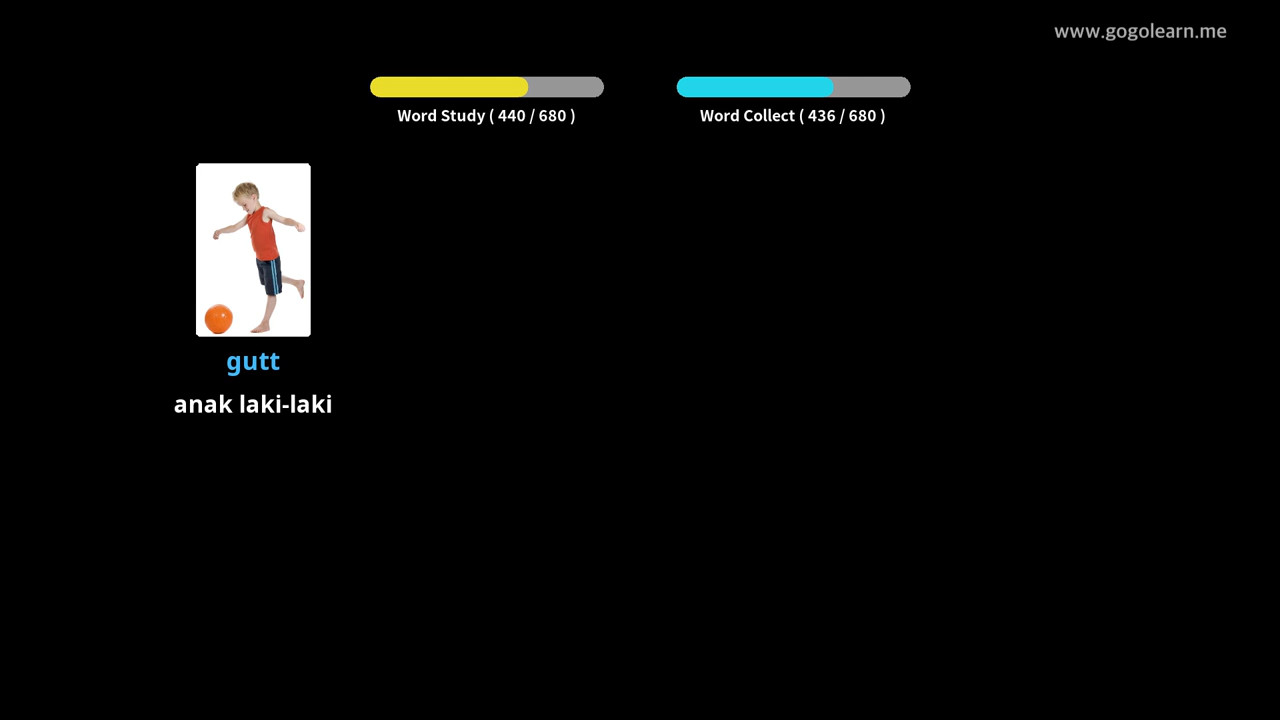 www.gogolearn.me
Word Study ( 440 / 680 )
Word Collect ( 436 / 680 )
gutt
anak laki-laki